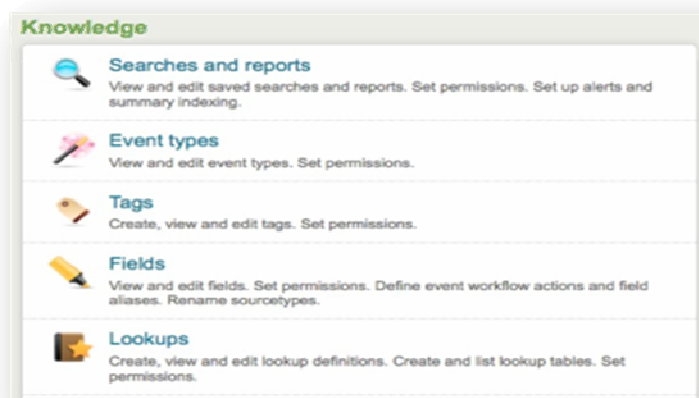 Knowledge
Searches and reports
View and edit saved searches and reports. Set permissions. Set up alerts and
summary indexing.
Event types
View and edit event types. Set permissions.
Tags
Create, view and edit tags. Set permissions.
Fields
View and edit fields. Set permissions. Define event workflow actions and field
aliases. Rename sourcetypes.
Lookups
Create, view and edit lookup definitions. Create and list lookup tables. Set
permissions.